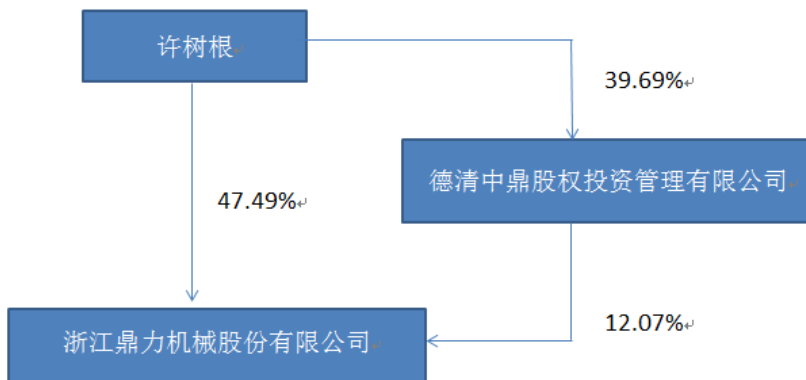 许树根
39.69%
德清中鼎股权投资管理有限公司
47.49%
12.07%
浙江鼎力机械股份有限公司